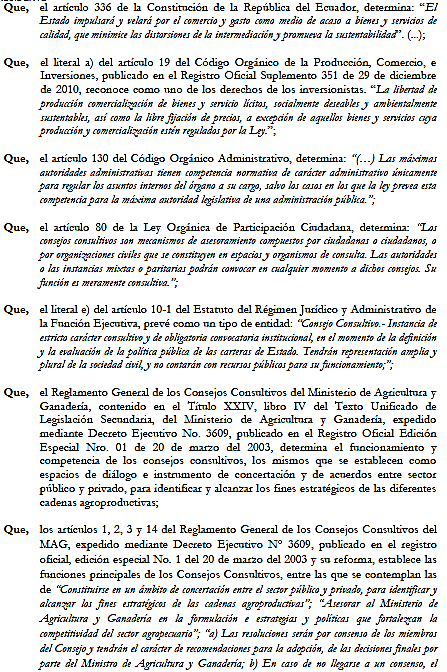 Que, el artículo 336 de la Constitución de la República del Ecuador, determina: “El
Estado impulsará y velará por el comercio y gasto como medio de acaso a bienes y servicios de
calidad, que minimice las distorsiones de la intermediación y promueva la sustentabilidad”. (...);
Que, el literal a) del artículo 19 del Código Orgánico de la Producción, Comercio, e
Inversiones, publicado en el Registro Oficial Suplemento 351 de 29 de diciembre
de 2010, reconoce como uno de los derechos de los inversionistas. “La libertad de
producción comercialización de bienes y servicio lícitos, socialmente deseables y ambientalmente
sustentables, así como la libre fijación de precios, a excepción de aquellos bienes y servicios cuya
producción y comercialización estén regulados por la Ley.”;
Que, el artículo 130 del Código Orgánico Administrativo, determina: “(…) Las máximas
autoridades administrativas tienen competencia normativa de carácter administrativo únicamente
para regular los asuntos internos del órgano a su cargo, salvo los casos en los que la ley prevea esta
competencia para la máxima autoridad legislativa de una administración pública.”;
Que, el artículo 80 de la Ley Orgánica de Participación Ciudadana, determina: “Los
consejos consultivos son mecanismos de asesoramiento compuestos por ciudadanas o ciudadanos, o
por organizaciones civiles que se constituyen en espacios y organismos de consulta. Las autoridades
o las instancias mixtas o paritarias podrán convocar en cualquier momento a dichos consejos. Su
función es meramente consultiva.”;
Que, el literal e) del artículo 10-1 del Estatuto del Régimen Jurídico y Administrativo de
la Función Ejecutiva, prevé como un tipo de entidad: “Consejo Consultivo.- Instancia de
estricto carácter consultivo y de obligatoria convocatoria institucional, en el momento de la definición
y la evaluación de la política pública de las carteras de Estado. Tendrán representación amplia y
plural de la sociedad civil, y no contarán con recursos públicos para su funcionamiento;”;
Que, el Reglamento General de los Consejos Consultivos del Ministerio de Agricultura y
Ganadería, contenido en el Título XXIV, libro IV del Texto Unificado de
Legislación Secundaria, del Ministerio de Agricultura y Ganadería, expedido
mediante Decreto Ejecutivo No. 3609, publicado en el Registro Oficial Edición
Especial Nro. 01 de 20 de marzo del 2003, determina el funcionamiento y
competencia de los consejos consultivos, los mismos que se establecen como
espacios de diálogo e instrumento de concertación y de acuerdos entre sector
público y privado, para identificar y alcanzar los fines estratégicos de las diferentes
cadenas agroproductivas;
Que, los artículos 1, 2, 3 y 14 del Reglamento General de los Consejos Consultivos del
MAG, expedido mediante Decreto Ejecutivo N° 3609, publicado en el registro
oficial, edición especial No. 1 del 20 de marzo del 2003 y su reforma, establece las
funciones principales de los Consejos Consultivos, entre las que se contemplan las
de “Constituirse en un ámbito de concertación entre el sector público y privado, para identificar y
alcanzar los fines estratégicos de las cadenas agroproductivas”; “Asesorar al Ministerio de
Agricultura y Ganadería en la formulación e estrategias y políticas que fortalezcan la
competitividad del sector agropecuario”; “a) Las resoluciones serán por consenso de los miembros
del Consejo y tendrán el carácter de recomendaciones para la adopción, de las decisiones finales por
parte del Ministro de Agricultura y Ganadería; b) En caso de no llegarse a un consenso, El